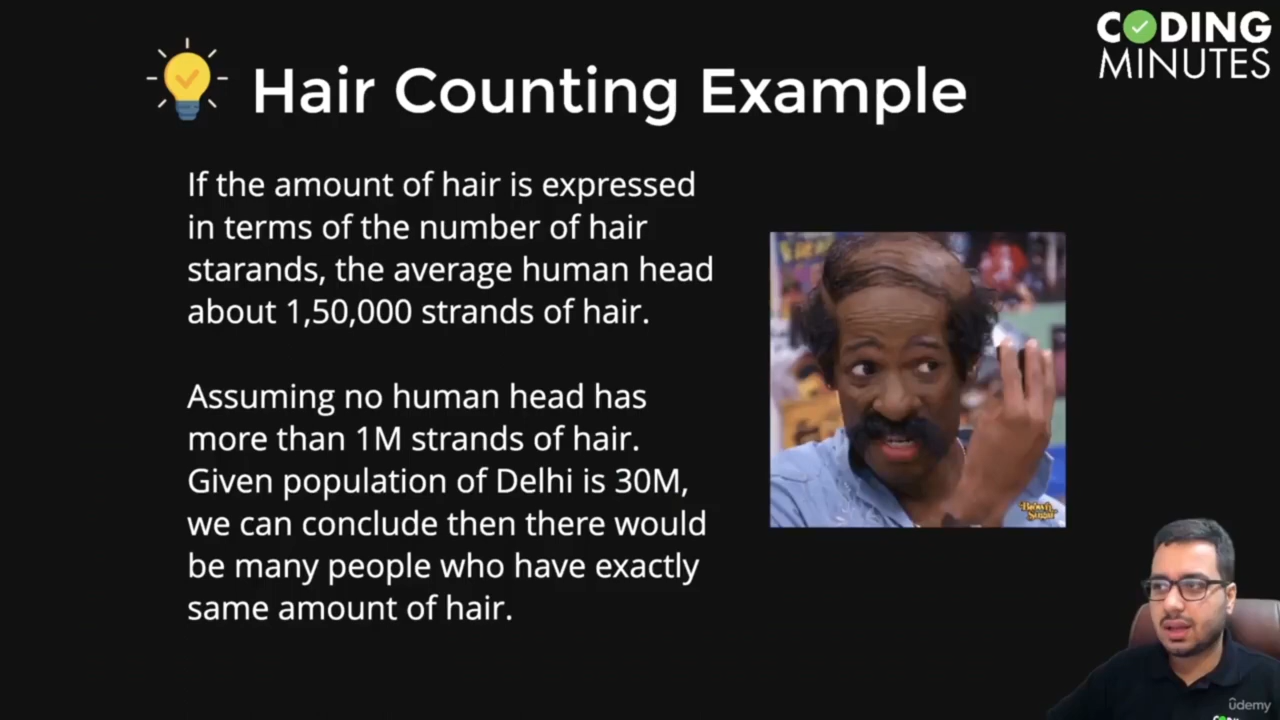 CODING
MINUTES
Hair Counting Example
If the amount of hair is expressed
in terms of the number of hair
starands, the average human head
about 1,50,000 strands of hair.
Assuming no human head has
more than 1M strands of hair.
Given population of Delhi is 30M,
we can conclude then there would
be many people who have exactly
same amount of hair.
Brown
Sugar
ûdemy